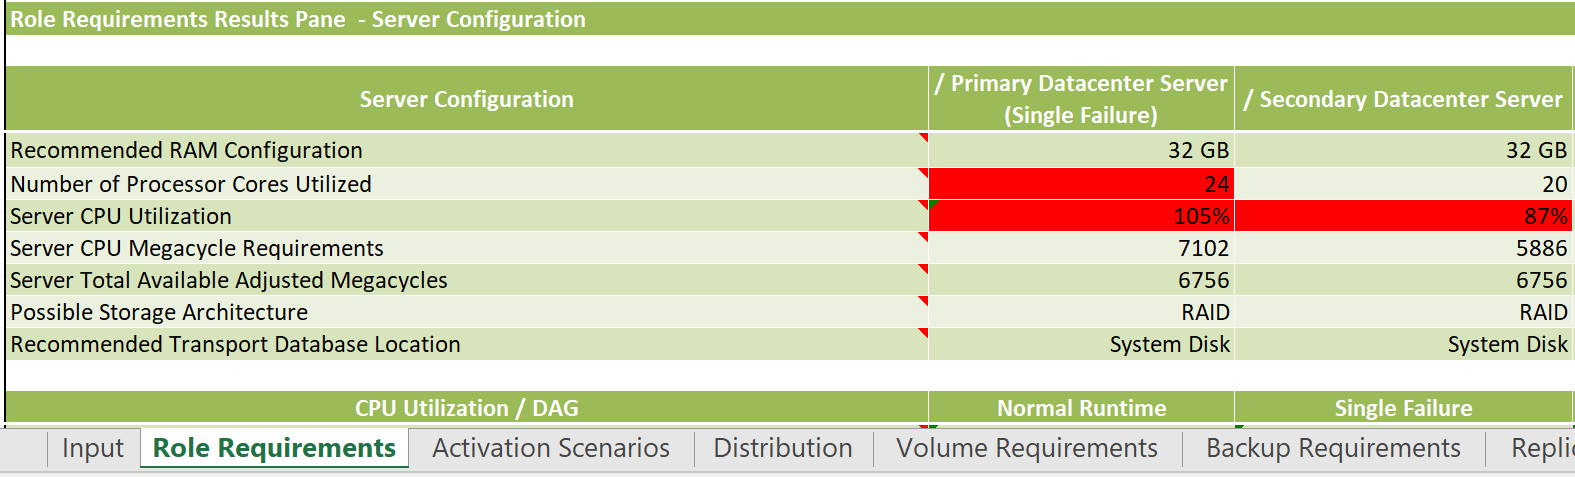 Role Requirements Results Pane - Server Configuration
Server Configuration
/ Primary Datacenter Server
(Single Failure)
/ Secondary Datacenter Server
Recommended RAM Configuration 32 GB 32 GB
Number of Processor Cores Utilized 24 20
Server CPU Utilization 105% 87%
Server CPU Megacycle Requirements 7102 5886
Server Total Available Adjusted Megacycles 6756 6756
Possible Storage Architecture RAID RAID
Recommended Transport Database Location System Disk System Disk
CPU Utilization / DAG Normal Runtime Single Failure
Input Role Requirements Activation Scenarios Distribution Volume Requirements Backup Requirements